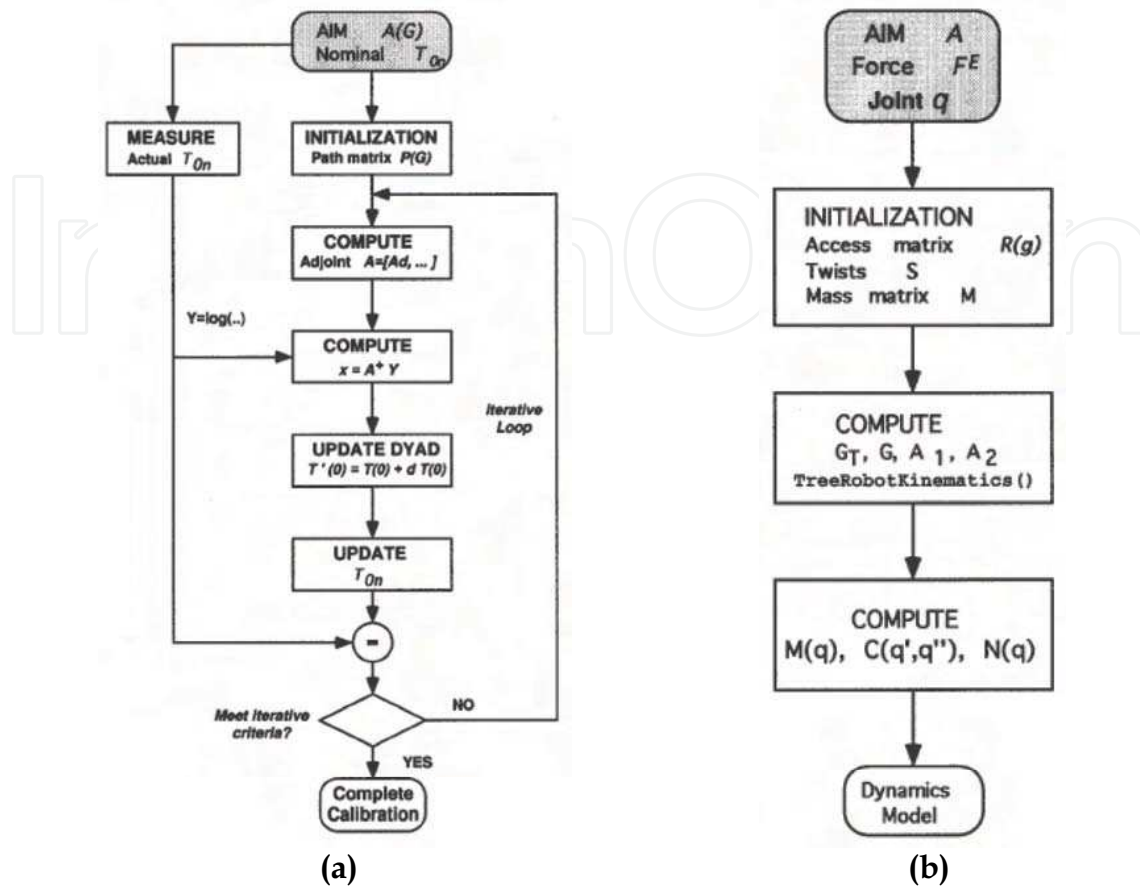 AIM A(G)
Nominal T0n
MEASURE
Actual T0n
INITIALIZATION
Path matrix P(G)
COMPUTE
Adjoint A=[Ad, ... ]
Y=log(..)
COMPUTE
x = A+ Y
Iterative
Loop
UPDATE DYAD
T'(0) = T(0) + d T(0)
UPDATE
T0n
-
Meet iterative
criteria?
NO
YES
Complete
Calibration
(a)
AIM A
Force FE
Joint q
INITIALIZATION
Access matrix R(g)
Twists S
Mass matrix M
COMPUTE
GT, G, A 1, A 2
TreeRobotKinematics()
COMPUTE
M(q), C(q',q''), N(q)
Dynamics
Model
(b)